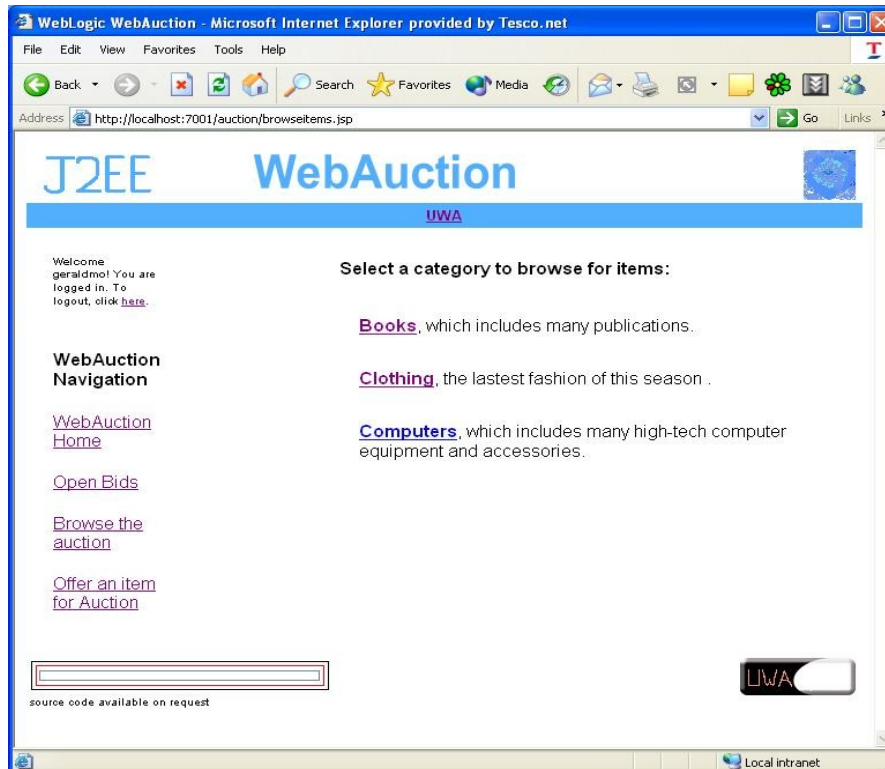 WebLogic WebAuction - Microsoft Internet Explorer provided by Tesco.net
File Edit View Favorites Tools Help
Back Search Favorites Media
Address http://localhost:7001/auction/browseitems.jsp Go Links
J2EE WebAuction
UWA
Welcome
geraldmo! You are
logged in. To
logout, click here.
Select a category to browse for items:
Books, which includes many publications.
Clothing, the lastest fashion of this season .
Computers, which includes many high-tech computer
equipment and accessories.
WebAuction
Navigation
WebAuction
Home
Open Bids
Browse the
auction
Offer an item
for Auction
source code available on request
UWA
Local intranet